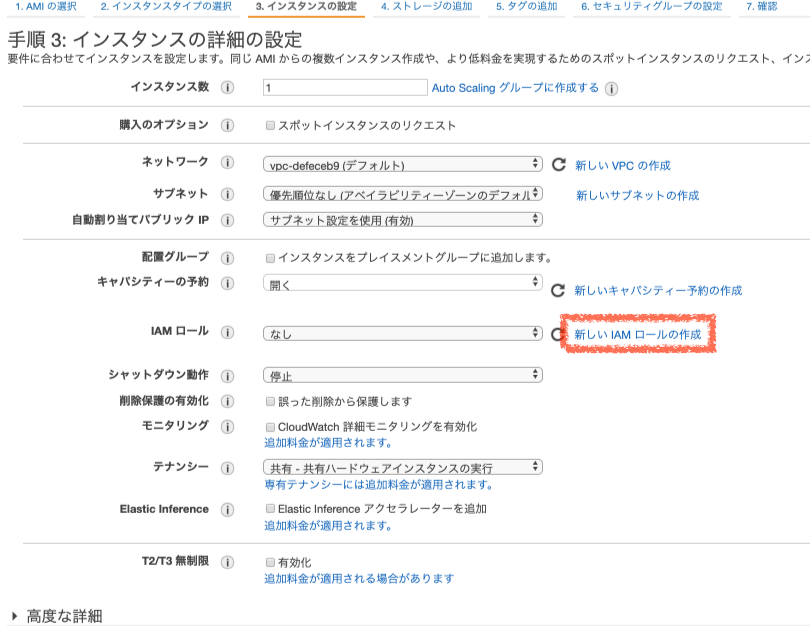 1. AMI の選択 2. インスタンスタイプの選択 3. インスタンスの設定 4. ストレージの追加 5. タグの追加 6. セキュリティグループの設定 7. 確認
手順 3: インスタンスの詳細の設定
要件に合わせてインスタンスを設定します。同じ AMI からの複数インスタンス作成や、より低料金を実現するためのスポットインスタンスのリクエスト、インス
インスタンス数 i 1 Auto Scaling グループに作成する i
購入のオプション i スポットインスタンスのリクエスト
ネットワーク i vpc-defeceb9 (デフォルト) 新しい VPC の作成
サブネット i 優先順位なし (アベイラビリティーゾーンのデフォル 新しいサブネットの作成
自動割り当てパブリック IP i サブネット設定を使用 (有効)
配置グループ i インスタンスをプレイスメントグループに追加します。
キャパシティーの予約 i 開く 新しいキャパシティー予約の作成
IAM ロール i なし 新しい IAM ロールの作成
シャットダウン動作 i 停止
削除保護の有効化 i 誤った削除から保護します
モニタリング i CloudWatch 詳細モニタリングを有効化
追加料金が適用されます。
テナンシー i 共有 - 共有ハードウェアインスタンスの実行
専有テナンシーには追加料金が適用されます。
Elastic Inference i Elastic Inference アクセラレーターを追加
追加料金が適用されます。
T2/T3 無制限 i 有効化
追加料金が適用される場合があります
高度な詳細